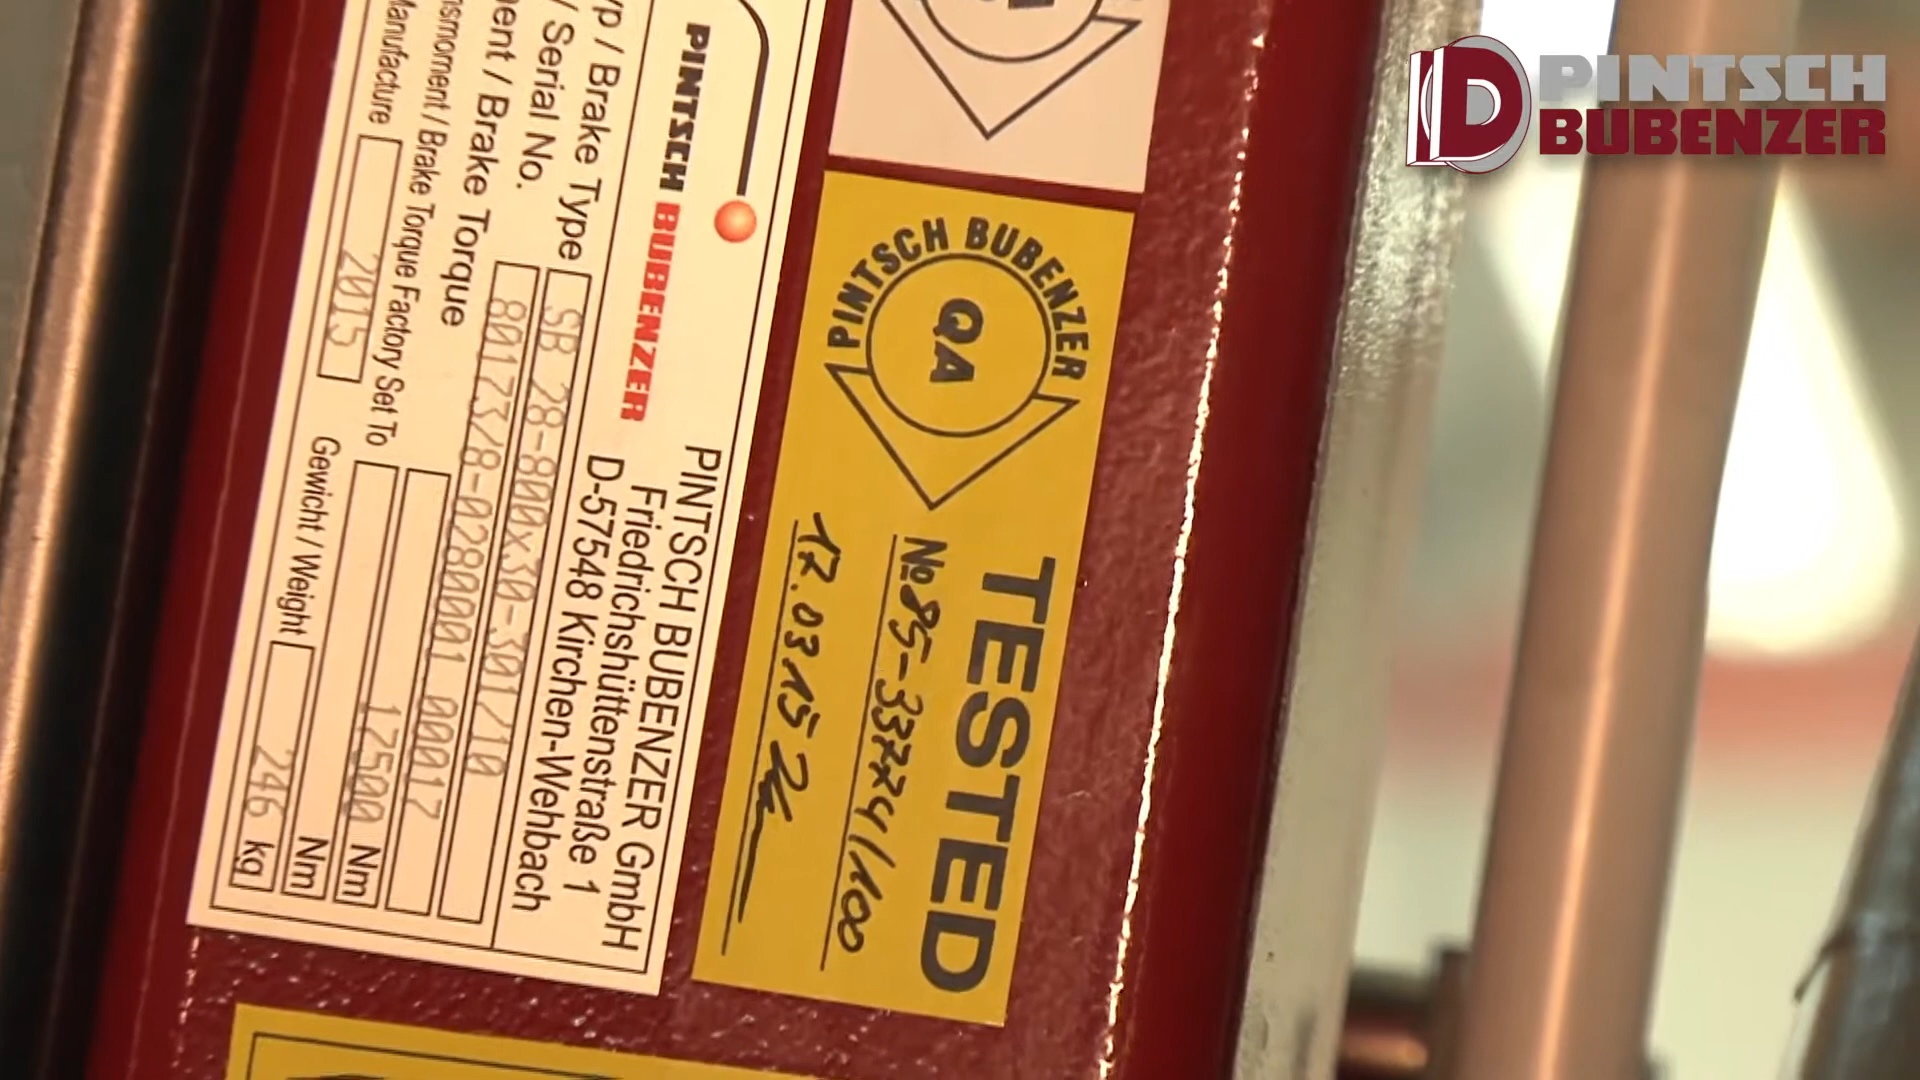 PINTSCH
BUBENZER
PINTSCH BUBENZER
PINTSCH BUBENZER GmbH
Friedrichshüttenstraße 1
D-57548 Kirchen-Wehbach
yp / Brake Type
SB 28-800x30-301/10
/ Serial No.
8017378-0280001 00017
ent / Brake Torque
smoment / Brake Torque Factory Set To
17500 Nm
Nm
Manufacture
2015
Gewicht / Weight
246 kg
PINTSCH BUBENZER
QA
TESTED
No 85-33774/100
17.03.15